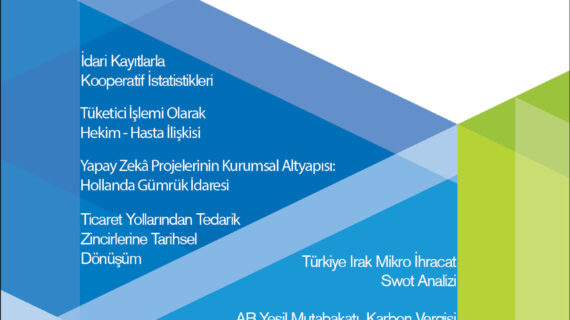 İdari Kayıtlarla
Kooperatif İstatistikleri
Tüketici İşlemi Olarak
Hekim - Hasta İlişkisi
Yapay Zekâ Projelerinin Kurumsal Altyapısı:
Hollanda Gümrük İdaresi
Ticaret Yollarından Tedarik
Zincirlerine Tarihsel
Dönüşüm
Türkiye Irak Mikro İhracat
Swot Analizi
AB Yeşil Mutabakatı, Karbon Vergisi